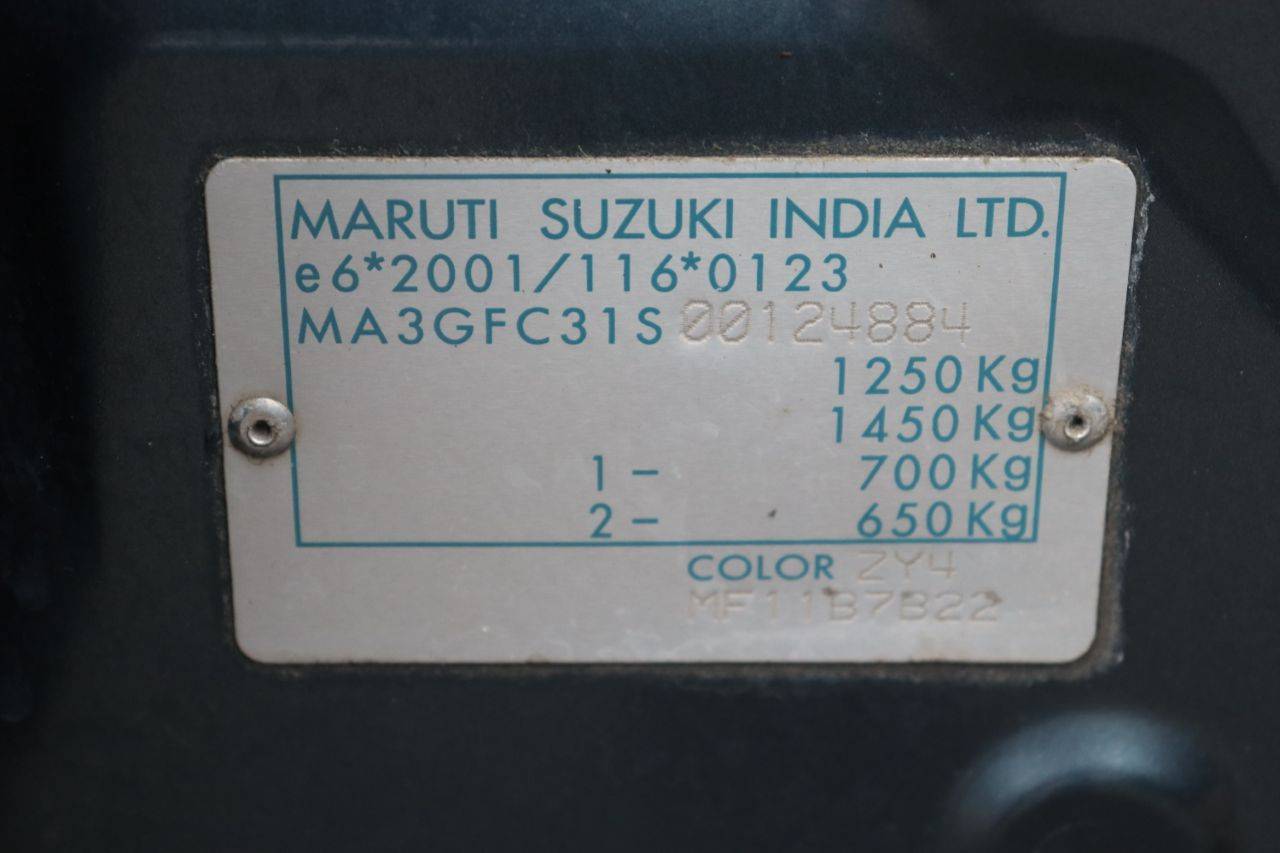 MARUTI SUZUKI INDIA LTD.
e6*2001/116*0123
MA3GFC31S00124884
1250Kg
1450Kg
1- 700Kg
2- 650Kg
COLOR ZY4
MF11B7B22